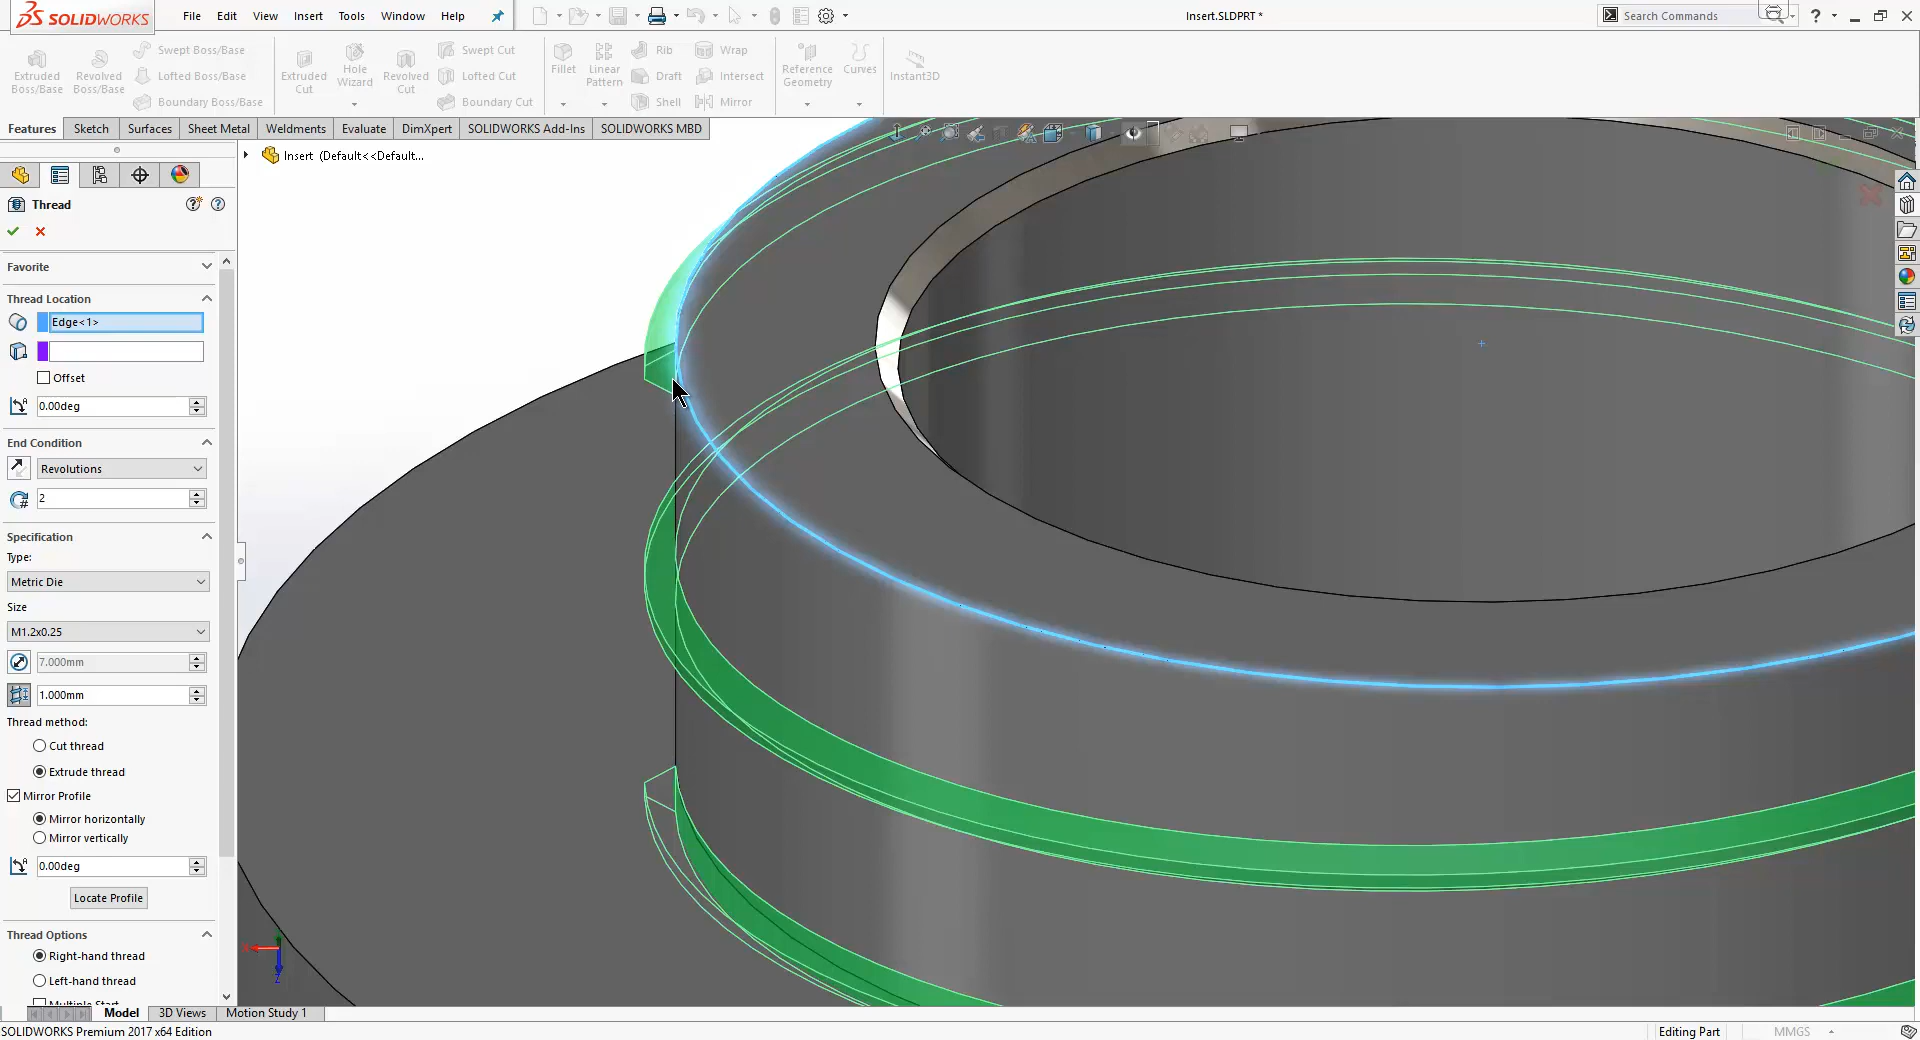 SOLIDWORKS
File Edit View Insert Tools Window Help
Insert.SLDPRT *
Search Commands
?
Extruded Boss/Base
Revolved Boss/Base
Swept Boss/Base
Lofted Boss/Base
Boundary Boss/Base
Extruded Cut
Hole Wizard
Revolved Cut
Swept Cut
Lofted Cut
Boundary Cut
Fillet
Linear Pattern
Rib
Draft
Shell
Wrap
Intersect
Mirror
Reference Geometry
Curves
Instant3D
Features Sketch Surfaces Sheet Metal Weldments Evaluate DimXpert SOLIDWORKS Add-Ins SOLIDWORKS MBD
Insert (Default<<Default...
Thread
Favorite
Thread Location
Edge<1>
Offset
0.00deg
End Condition
Revolutions
2
Specification
Type:
Metric Die
Size
M1.2x0.25
7.000mm
1.000mm
Thread method:
Cut thread
Extrude thread
Mirror Profile
Mirror horizontally
Mirror vertically
0.00deg
Locate Profile
Thread Options
Right-hand thread
Left-hand thread
Multiple Start
Model 3D Views Motion Study 1
SOLIDWORKS Premium 2017 x64 Edition
Editing Part
MMGS